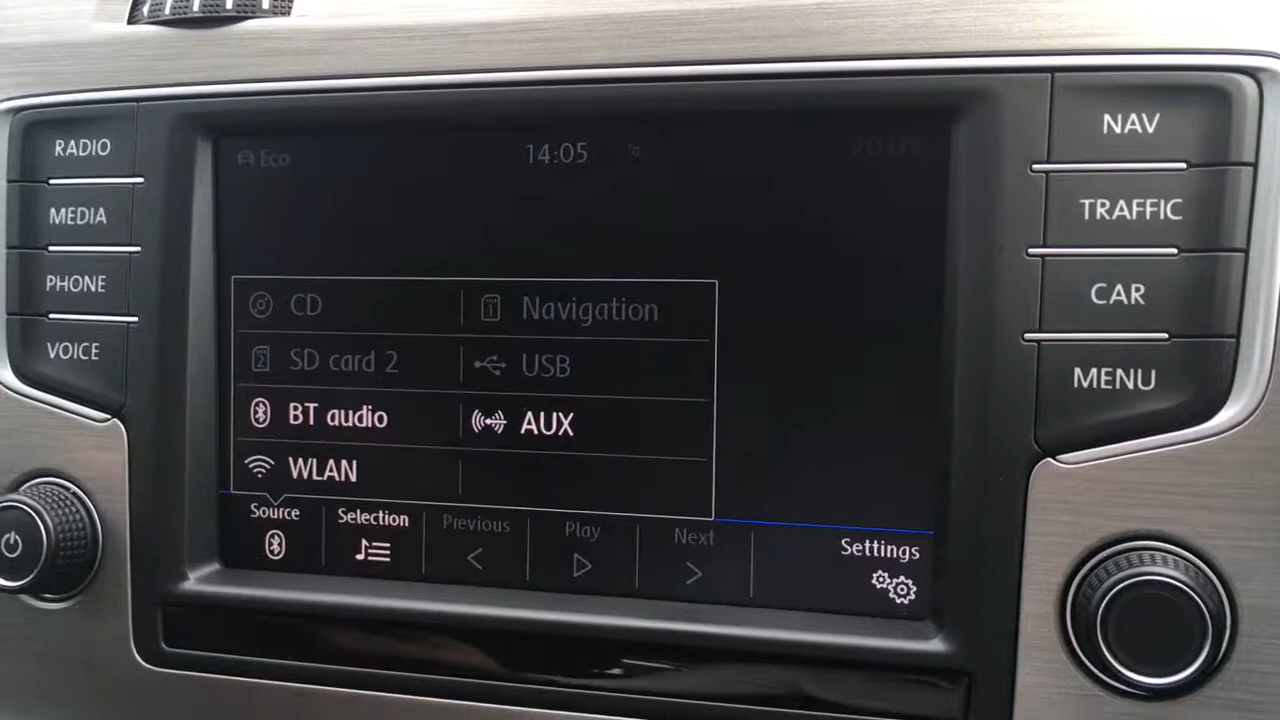 RADIO
MEDIA
PHONE
VOICE
Eco
14:05
CD
Navigation
SD card 2
USB
BT audio
AUX
WLAN
Source
Selection
Previous
Play
Next
Settings
NAV
TRAFFIC
CAR
MENU